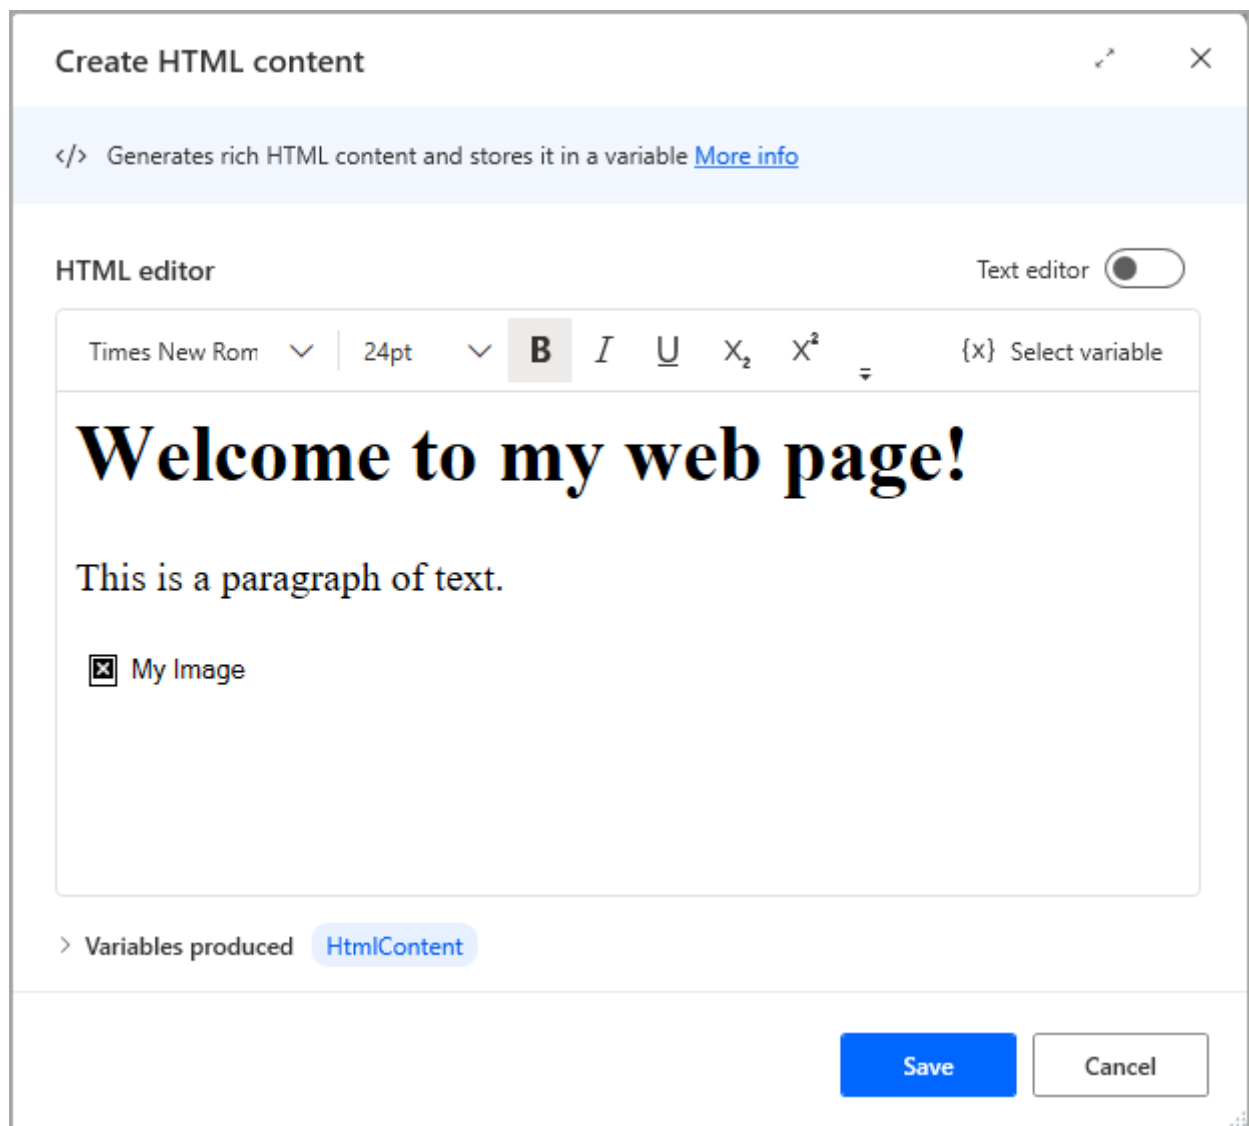 Create HTML content
</> Generates rich HTML content and stores it in a variable More info
HTML editor
Text editor
Times New Rom 24pt B I U X₂ X² {x} Select variable
Welcome to my web page!
This is a paragraph of text.
My Image
Variables produced HtmlContent
Save Cancel